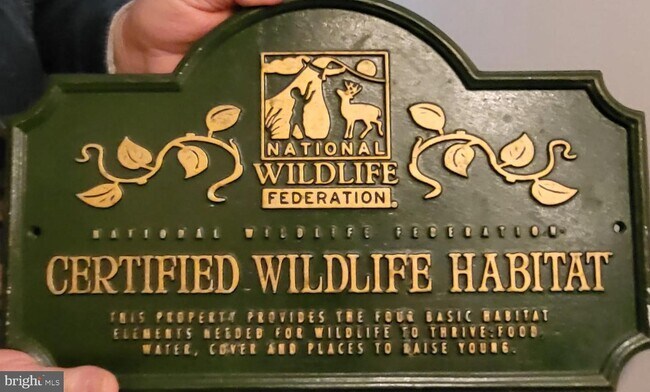 NATIONAL
WILDLIFE
FEDERATION
NATIONAL WILDLIFE FEDERATION
CERTIFIED WILDLIFE HABITAT
THIS PROPERTY PROVIDES THE FOUR BASIC HABITAT
ELEMENTS NEEDED FOR WILDLIFE TO THRIVE: FOOD,
WATER, COVER AND PLACES TO RAISE YOUNG.
bright MLS